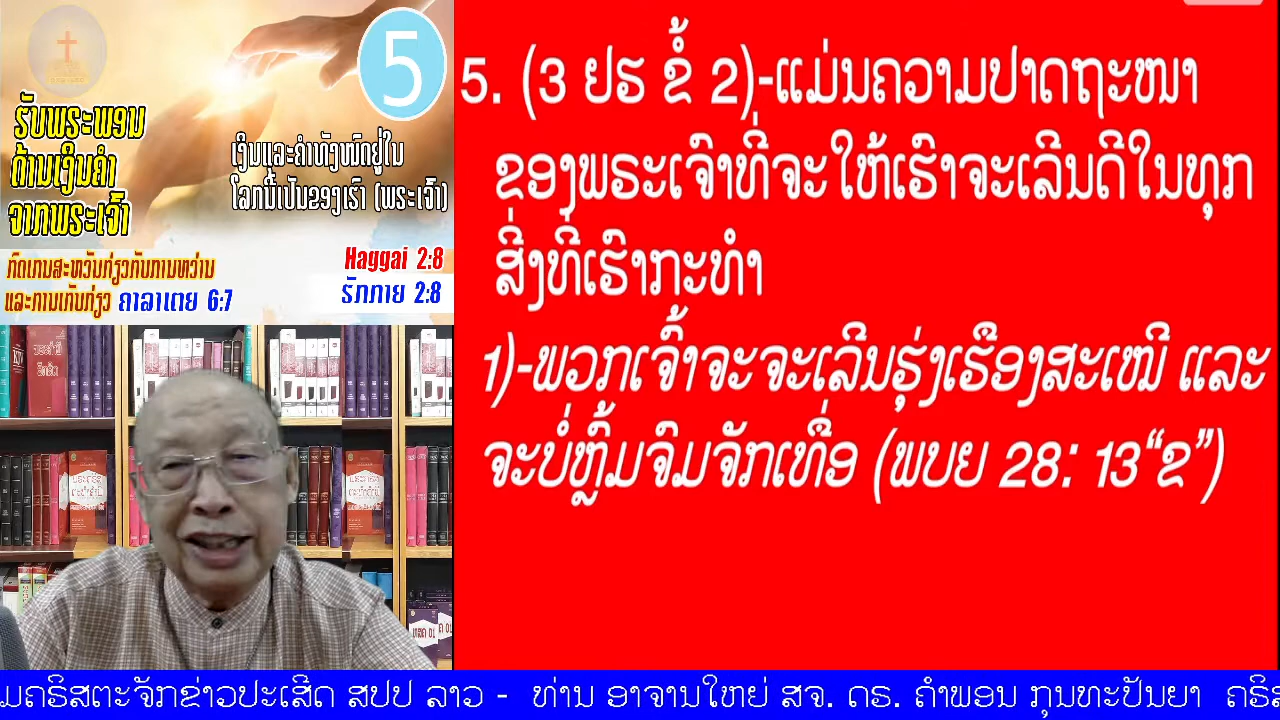 5
ຮັບພຣະພອນ
ດ້ານເງິນຄຳ
ຈາກພຣະເຈົ້າ
ເງິນແລະຄຳທັງໝົດຢູ່ໃນ
ໂລກນີ້ເປັນຂອງເຮົາ (ພຣະເຈົ້າ)
Haggai 2:8
ຮັກກາຍ 2:8
ກົດເກນສະຫວັນກ່ຽວກັບການຫວ່ານ
ແລະການເກັບກ່ຽວ ຄາລາເຕຍ 6:7
5. (3 ຢຮ ຂໍ້ 2)-ແມ່ນຄວາມປາດຖະໜາ
ຂອງພຣະເຈົ້າທີ່ຈະໃຫ້ເຮົາຈະເລີນດີໃນທຸກ
ສິ່ງທີ່ເຮົາກະທຳ
1)-ພວກເຈົ້າຈະຈະເລີນຮຸ່ງເຮືອງສະເໝີ ແລະ
ຈະບໍ່ຫຼົ້ມຈົມຈັກເທື່ອ (ພບຍ 28: 13“ຂ”)
ມຄຣິສຕະຈັກຂ່າວປະເສີດ ສປປ ລາວ - ທ່ານ ອາຈານໃຫຍ່ ສຈ. ດຣ. ຄຳພອນ ກຸນທະປັນຍາ ຄຣິສ